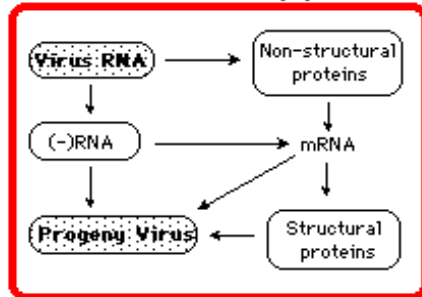 Virus RNA
Non-structural
proteins
(-)RNA
mRNA
Progeny Virus
Structural
proteins